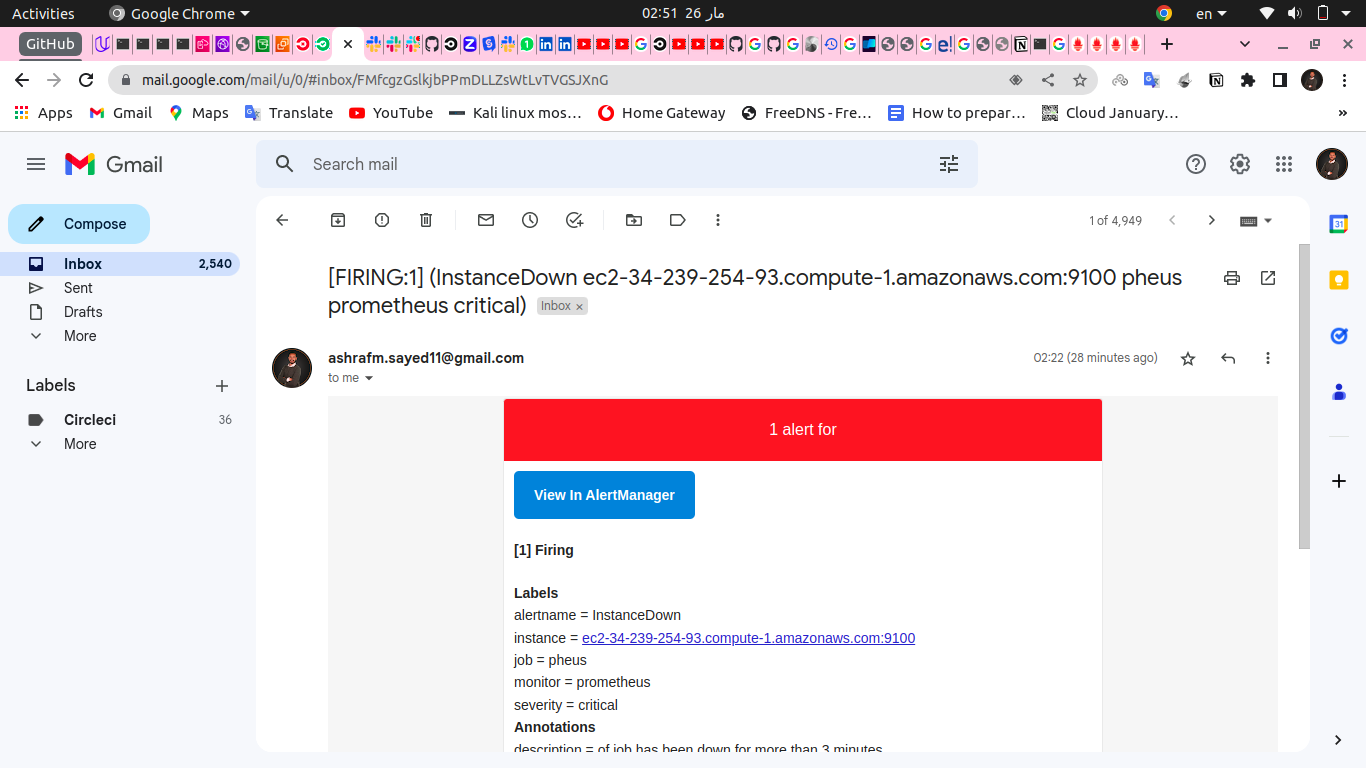 Activities
Google Chrome
02:51 26 مار
en
GitHub
mail.google.com/mail/u/0/#inbox/FMfcgzGslkjbPPmDLLZsWtLvTVGSJXnG
Apps
Gmail
Maps
Translate
YouTube
Kali linux mos…
Home Gateway
FreeDNS - Fre…
How to prepar…
Cloud January…
»
Gmail
Search mail
Compose
1 of 4,949
Inbox 2,540
Sent
Drafts
More
Labels
Circleci 36
More
[FIRING:1] (InstanceDown ec2-34-239-254-93.compute-1.amazonaws.com:9100 pheus
prometheus critical) Inbox ×
ashrafm.sayed11@gmail.com
02:22 (28 minutes ago)
to me
1 alert for
View In AlertManager
[1] Firing
Labels
alertname = InstanceDown
instance = ec2-34-239-254-93.compute-1.amazonaws.com:9100
job = pheus
monitor = prometheus
severity = critical
Annotations
description = of job has been down for more than 3 minutes
31